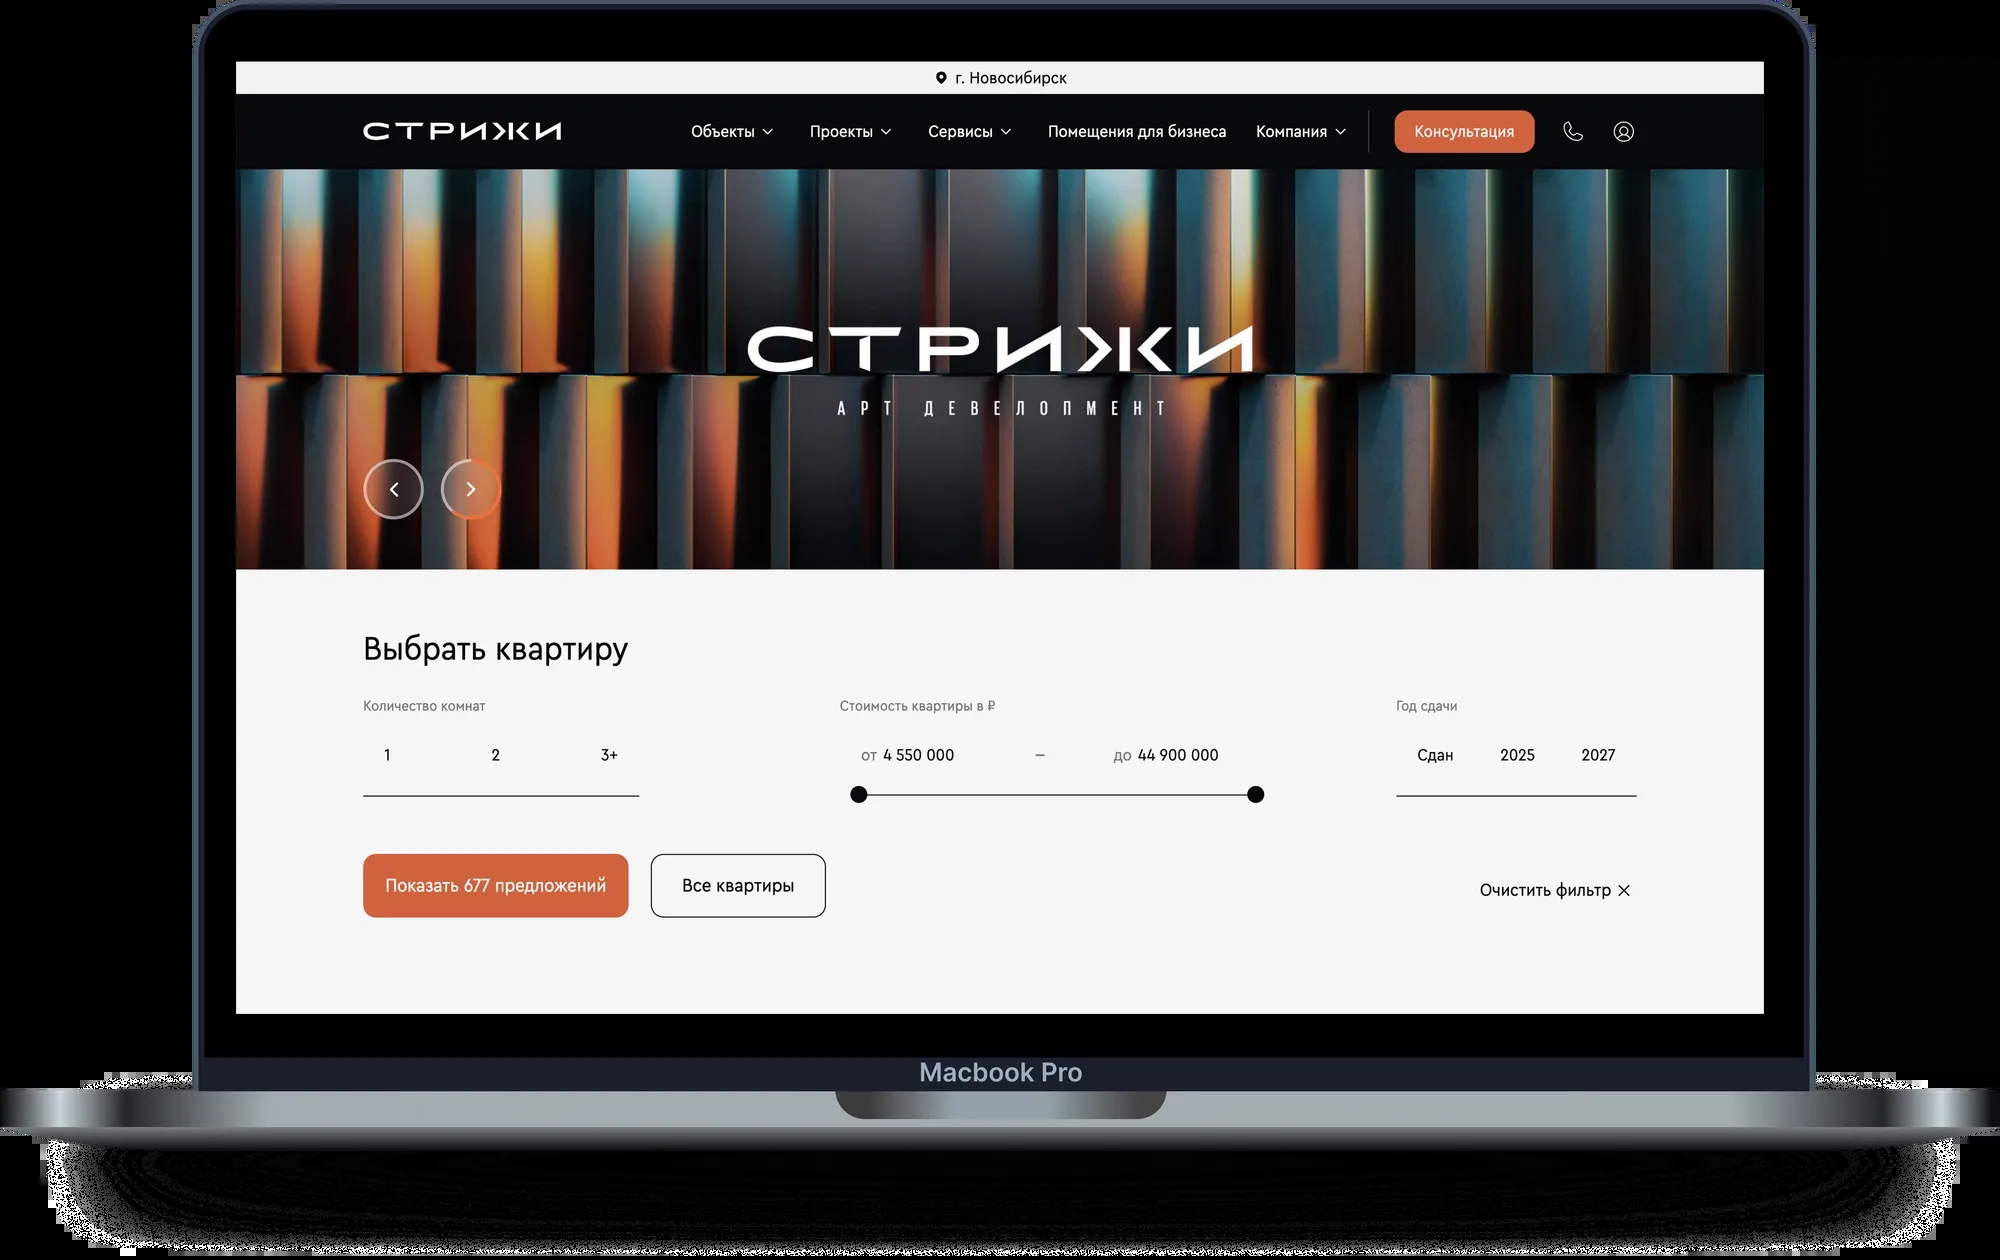 г. Новосибирск
СТРИЖИ Объекты Проекты Сервисы Помещения для бизнеса Компания Консультация
СТРИЖИ
АРТ ДЕВЕЛОПМЕНТ
Выбрать квартиру
Количество комнат Стоимость квартиры в ₽ Год сдачи
1 2 3+ от 4 550 000 – до 44 900 000 Сдан 2025 2027
Показать 677 предложений Все квартиры Очистить фильтр
Macbook Pro